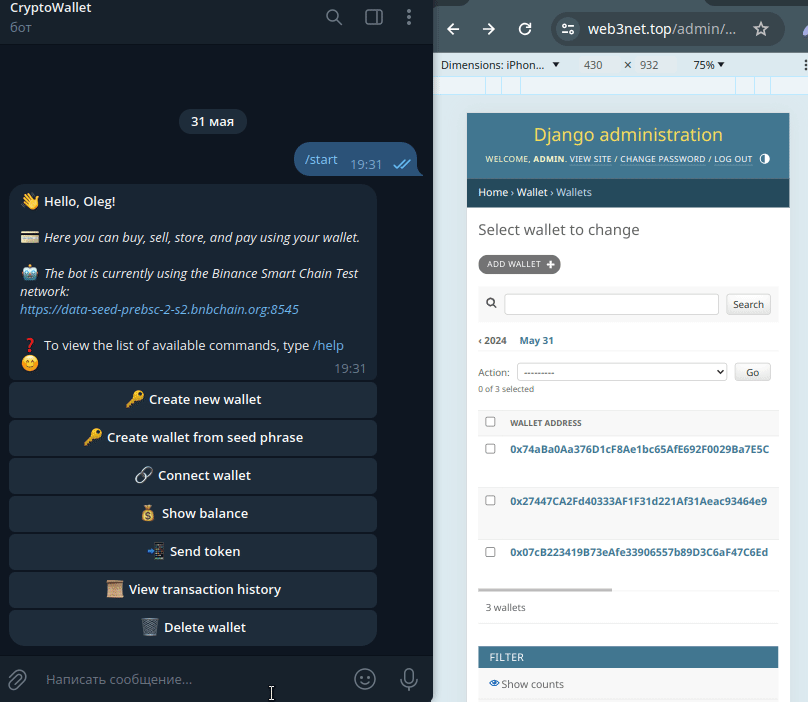 CryptoWallet
бот
31 мая
/start 19:31
👋 Hello, Oleg!
💳 Here you can buy, sell, store, and pay using your wallet.
🤖 The bot is currently using the Binance Smart Chain Test
network:
https://data-seed-prebsc-2-s2.bnbchain.org:8545
❓ To view the list of available commands, type /help
😊 19:31
🔑 Create new wallet
🔑 Create wallet from seed phrase
🔗 Connect wallet
💰 Show balance
📲 Send token
📜 View transaction history
🗑️ Delete wallet
Написать сообщение...
web3net.top/admin/...
Dimensions: iPhon... ▼ 430 × 932 75% ▼
Django administration
WELCOME, ADMIN. VIEW SITE / CHANGE PASSWORD / LOG OUT
Home › Wallet › Wallets
Select wallet to change
ADD WALLET +
Search
‹ 2024 May 31
Action: --------- Go
0 of 3 selected
WALLET ADDRESS
0x74aBa0Aa376D1cF8Ae1bc65AfE692F0029Ba7E5C
0x27447CA2Fd40333AF1F31d221Af31Aeac93464e9
0x07cB223419B73eAfe33906557b89D3C6aF47C6Ed
3 wallets
FILTER
Show counts